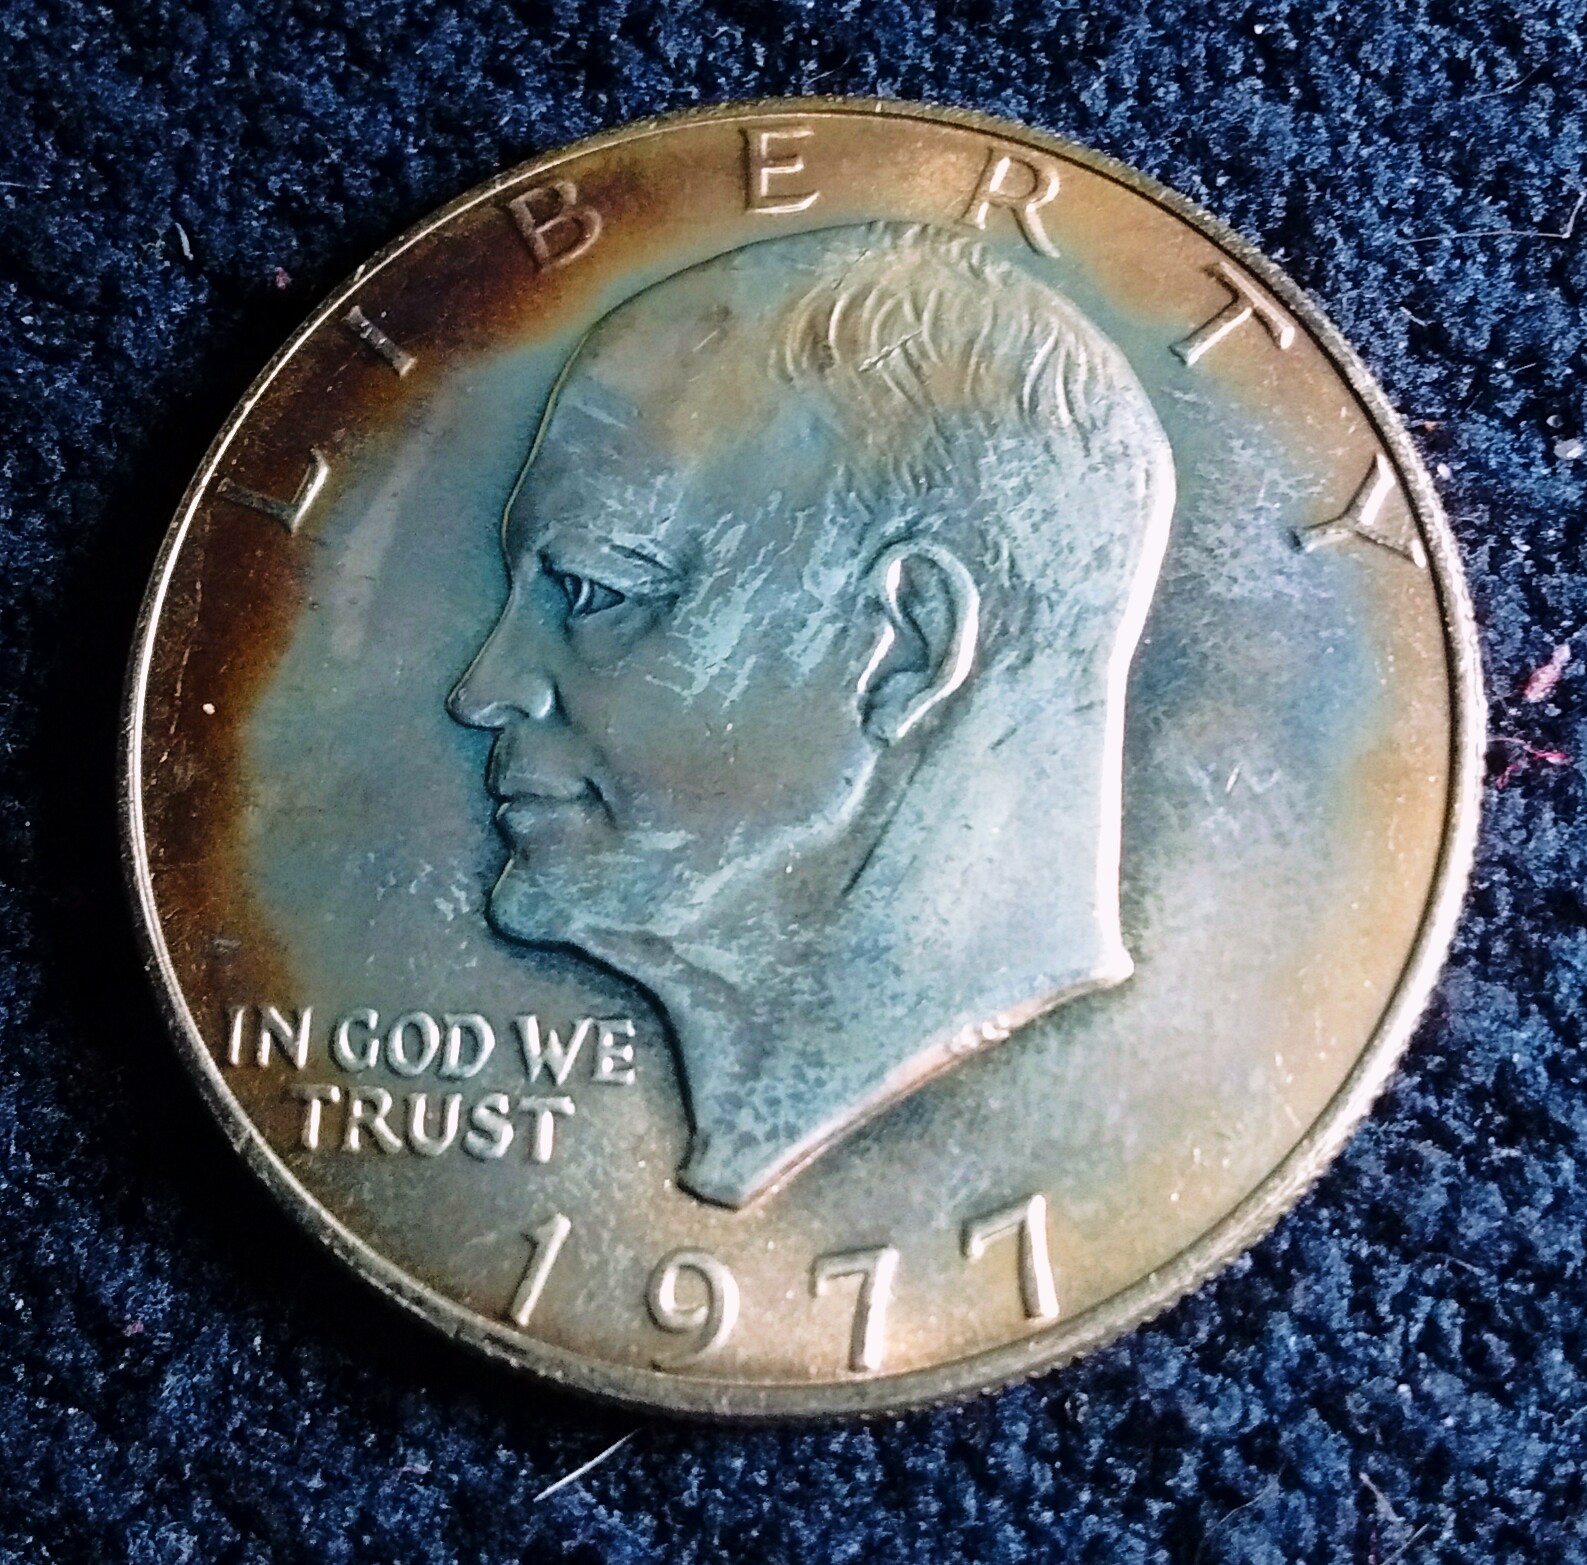 LIBERTY
IN GOD WE
TRUST
1977